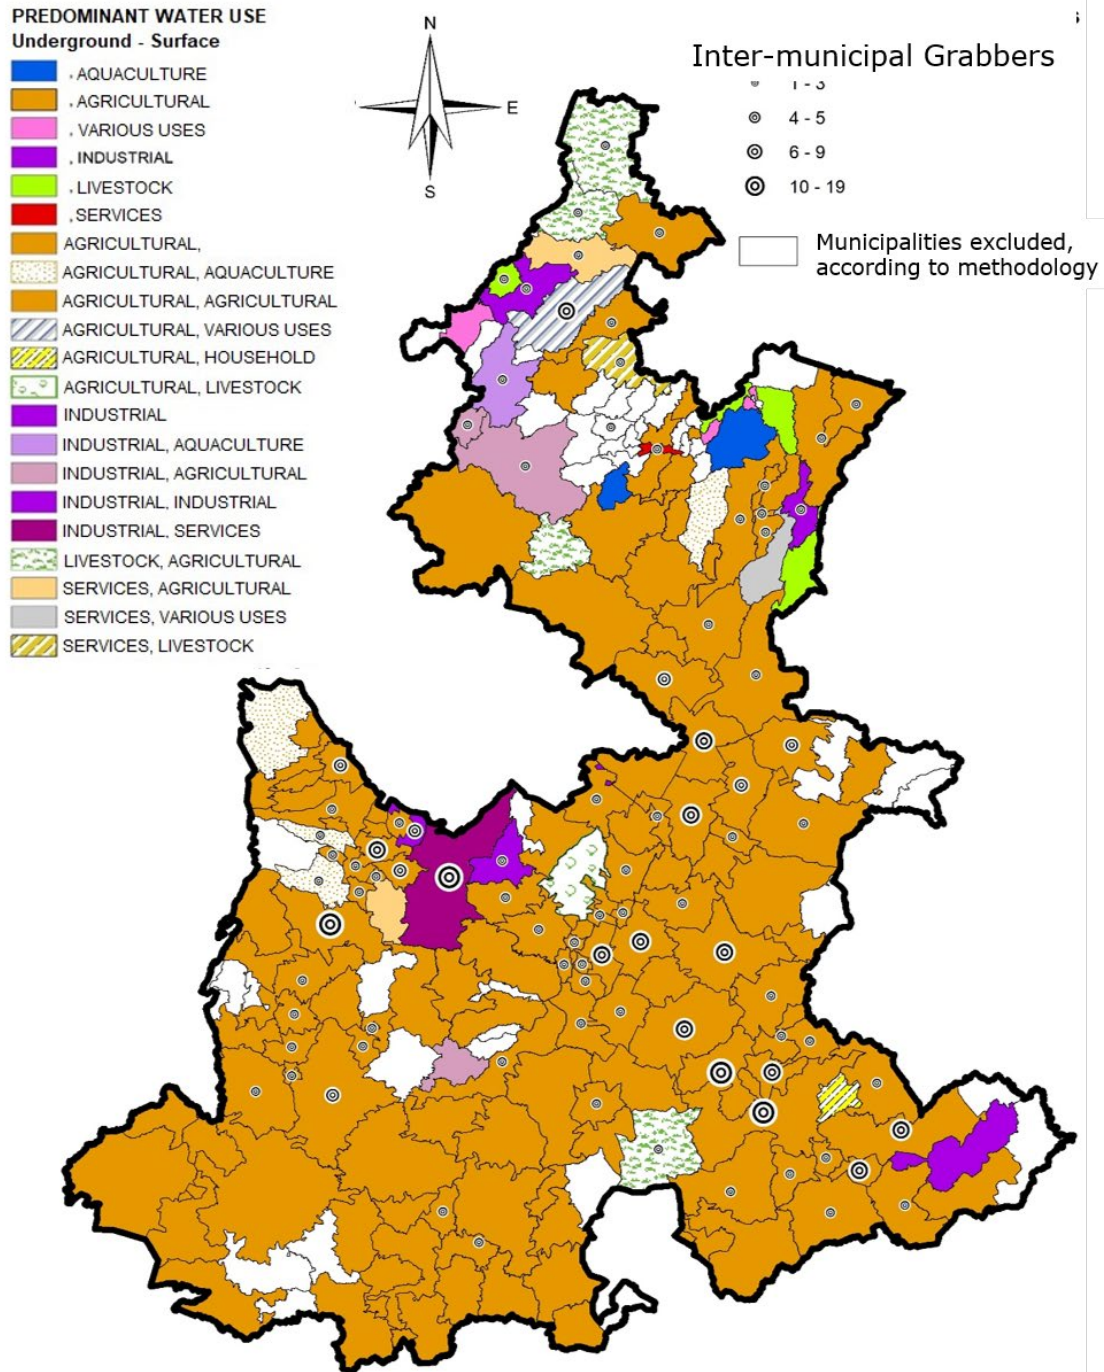 PREDOMINANT WATER USE
Underground - Surface
, AQUACULTURE
, AGRICULTURAL
, VARIOUS USES
, INDUSTRIAL
, LIVESTOCK
, SERVICES
AGRICULTURAL,
AGRICULTURAL, AQUACULTURE
AGRICULTURAL, AGRICULTURAL
AGRICULTURAL, VARIOUS USES
AGRICULTURAL, HOUSEHOLD
AGRICULTURAL, LIVESTOCK
INDUSTRIAL
INDUSTRIAL, AQUACULTURE
INDUSTRIAL, AGRICULTURAL
INDUSTRIAL, INDUSTRIAL
INDUSTRIAL, SERVICES
LIVESTOCK, AGRICULTURAL
SERVICES, AGRICULTURAL
SERVICES, VARIOUS USES
SERVICES, LIVESTOCK
N
E
S
Inter-municipal Grabbers
1 - 3
4 - 5
6 - 9
10 - 19
Municipalities excluded,
according to methodology